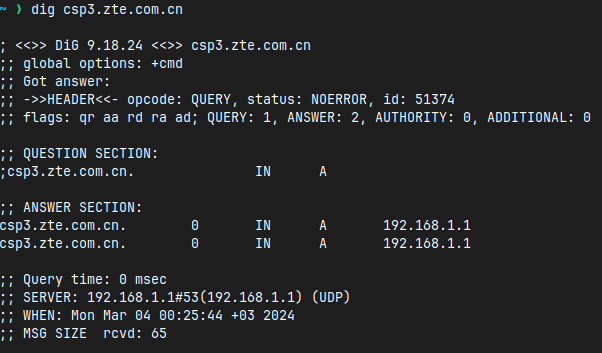 ~ ❯ dig csp3.zte.com.cn
; <<>> DiG 9.18.24 <<>> csp3.zte.com.cn
;; global options: +cmd
;; Got answer:
;; ->>HEADER<<- opcode: QUERY, status: NOERROR, id: 51374
;; flags: qr aa rd ra ad; QUERY: 1, ANSWER: 2, AUTHORITY: 0, ADDITIONAL: 0
;; QUESTION SECTION:
;csp3.zte.com.cn. IN A
;; ANSWER SECTION:
csp3.zte.com.cn. 0 IN A 192.168.1.1
csp3.zte.com.cn. 0 IN A 192.168.1.1
;; Query time: 0 msec
;; SERVER: 192.168.1.1#53(192.168.1.1) (UDP)
;; WHEN: Mon Mar 04 00:25:44 +03 2024
;; MSG SIZE rcvd: 65